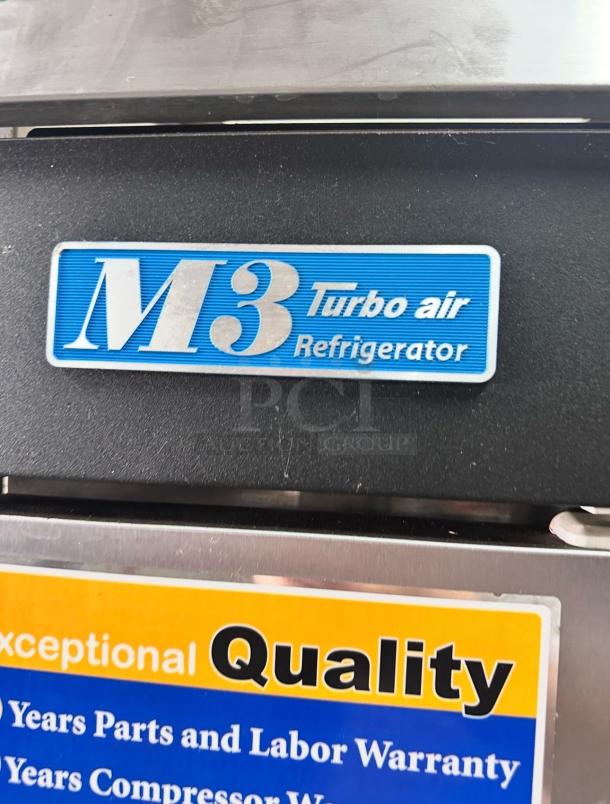 M3 Turbo air
Refrigerator
PCI
AUCTION GROUP
xceptional Quality
Years Parts and Labor Warranty
Years Compressor